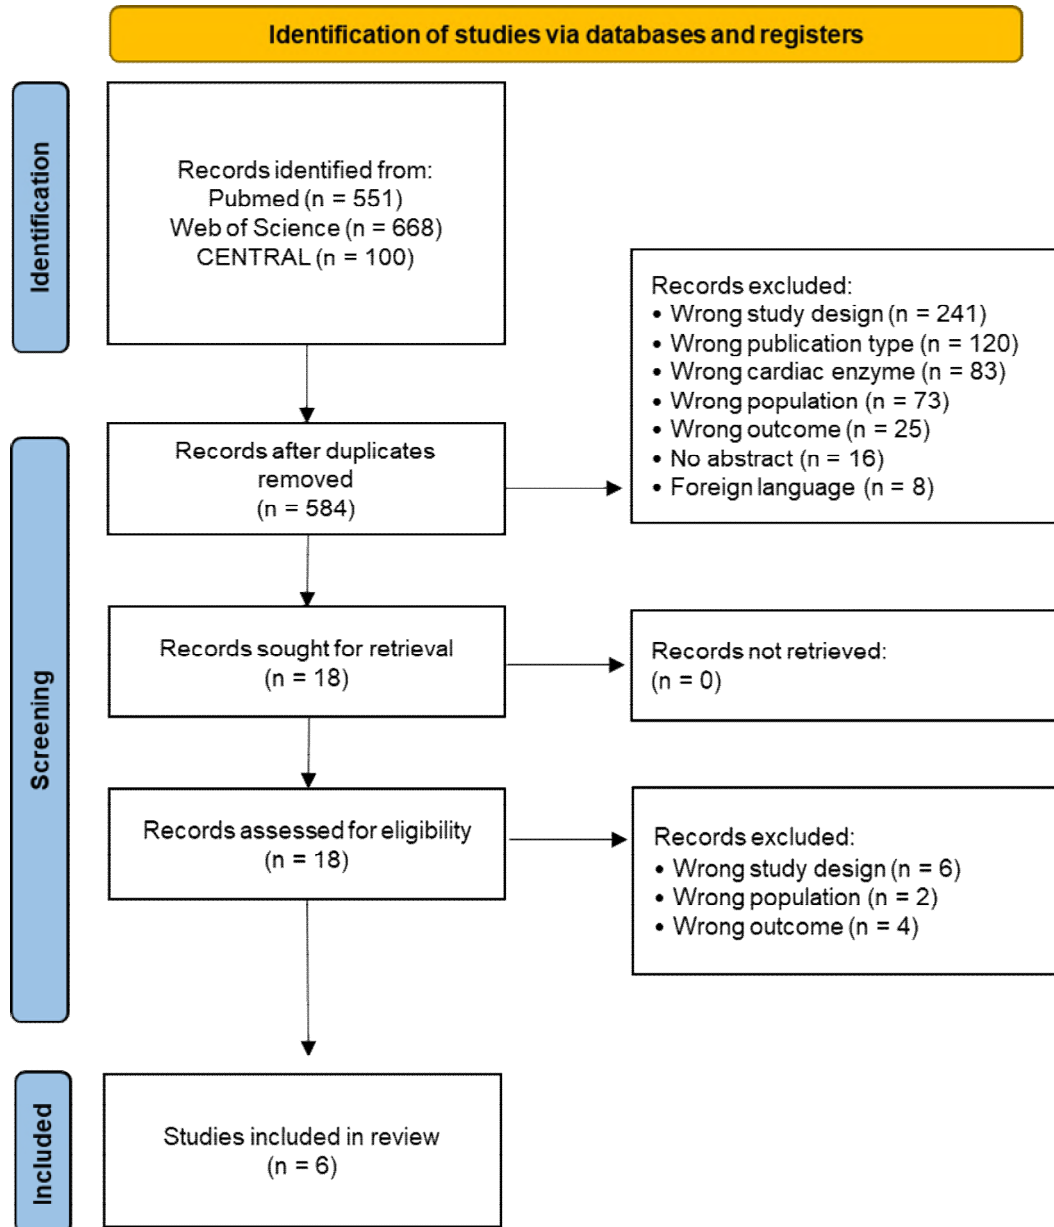 Identification of studies via databases and registers
Identification
Records identified from:
Pubmed (n = 551)
Web of Science (n = 668)
CENTRAL (n = 100)
Records excluded:
• Wrong study design (n = 241)
• Wrong publication type (n = 120)
• Wrong cardiac enzyme (n = 83)
• Wrong population (n = 73)
• Wrong outcome (n = 25)
• No abstract (n = 16)
• Foreign language (n = 8)
Screening
Records after duplicates
removed
(n = 584)
Records sought for retrieval
(n = 18)
Records not retrieved:
(n = 0)
Records assessed for eligibility
(n = 18)
Records excluded:
• Wrong study design (n = 6)
• Wrong population (n = 2)
• Wrong outcome (n = 4)
Included
Studies included in review
(n = 6)